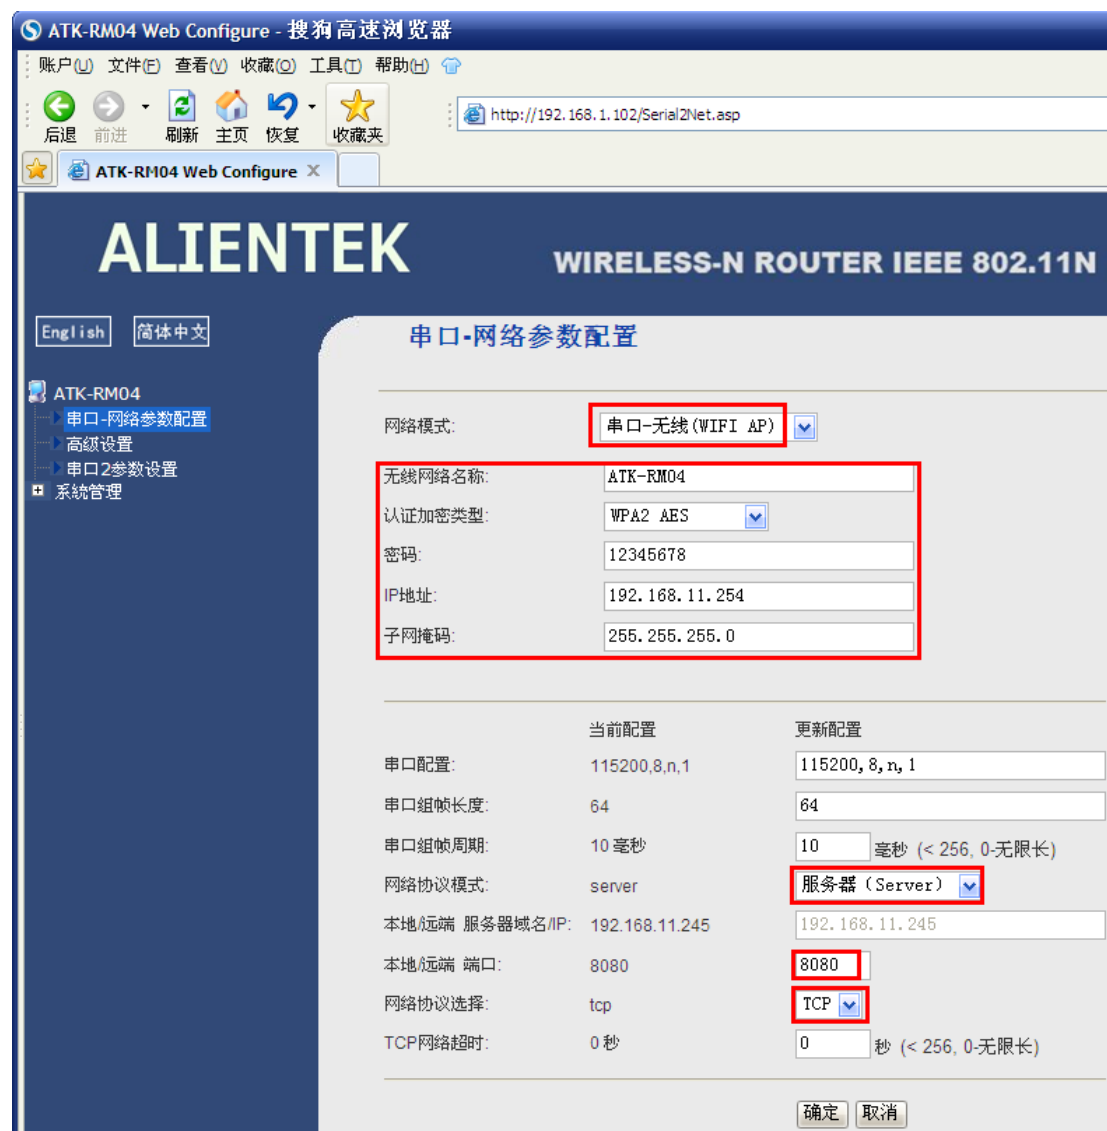 ATK-RM04 Web Configure - 搜狗高速浏览器
账户(U) 文件(F) 查看(V) 收藏(O) 工具(T) 帮助(H)
后退 前进 刷新 主页 恢复 收藏夹
http://192.168.1.102/Serial2Net.asp
ATK-RM04 Web Configure X
ALIENTEK
WIRELESS-N ROUTER IEEE 802.11N
English 简体中文
串口-网络参数配置
ATK-RM04
串口-网络参数配置
高级设置
串口2参数设置
系统管理
网络模式: 串口-无线(WIFI AP)
无线网络名称: ATK-RM04
认证加密类型: WPA2 AES
密码: 12345678
IP地址: 192.168.11.254
子网掩码: 255.255.255.0
当前配置 更新配置
串口配置: 115200,8,n,1 115200,8,n,1
串口组帧长度: 64 64
串口组帧周期: 10 毫秒 10 毫秒 (< 256, 0-无限长)
网络协议模式: server 服务器 (Server)
本地/远端 服务器域名/IP: 192.168.11.245 192.168.11.245
本地/远端 端口: 8080 8080
网络协议选择: tcp TCP
TCP网络超时: 0 秒 0 秒 (< 256, 0-无限长)
确定 取消